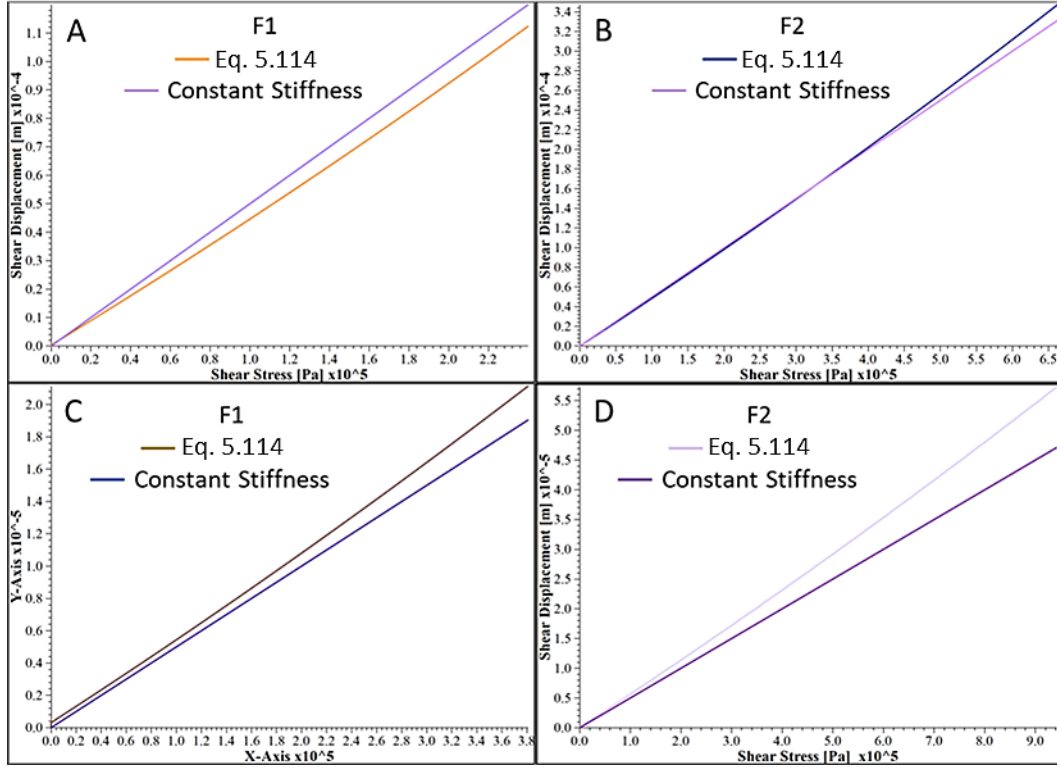 A
F1
Eq. 5.114
Constant Stiffness
Shear Displacement [m] x10^-4
1.1
1.0
0.9
0.8
0.7
0.6
0.5
0.4
0.3
0.2
0.1
0.0
0.0 0.2 0.4 0.6 0.8 1.0 1.2 1.4 1.6 1.8 2.0 2.2
Shear Stress [Pa] x10^5
B
F2
Eq. 5.114
Constant Stiffness
Shear Displacement [m] x10^-4
3.4
3.2
3.0
2.8
2.6
2.4
2.2
2.0
1.8
1.6
1.4
1.2
1.0
0.8
0.6
0.4
0.2
0.0
0.0 0.5 1.0 1.5 2.0 2.5 3.0 3.5 4.0 4.5 5.0 5.5 6.0 6.5
Shear Stress [Pa] x10^5
C
F1
Eq. 5.114
Constant Stiffness
Y-Axis x10^-5
2.0
1.8
1.6
1.4
1.2
1.0
0.8
0.6
0.4
0.2
0.0
0.0 0.2 0.4 0.6 0.8 1.0 1.2 1.4 1.6 1.8 2.0 2.2 2.4 2.6 2.8 3.0 3.2 3.4 3.6 3.8
X-Axis x10^5
D
F2
Eq. 5.114
Constant Stiffness
Shear Displacement [m] x10^-5
5.5
5.0
4.5
4.0
3.5
3.0
2.5
2.0
1.5
1.0
0.5
0.0
0.0 1.0 2.0 3.0 4.0 5.0 6.0 7.0 8.0 9.0
Shear Stress [Pa] x10^5